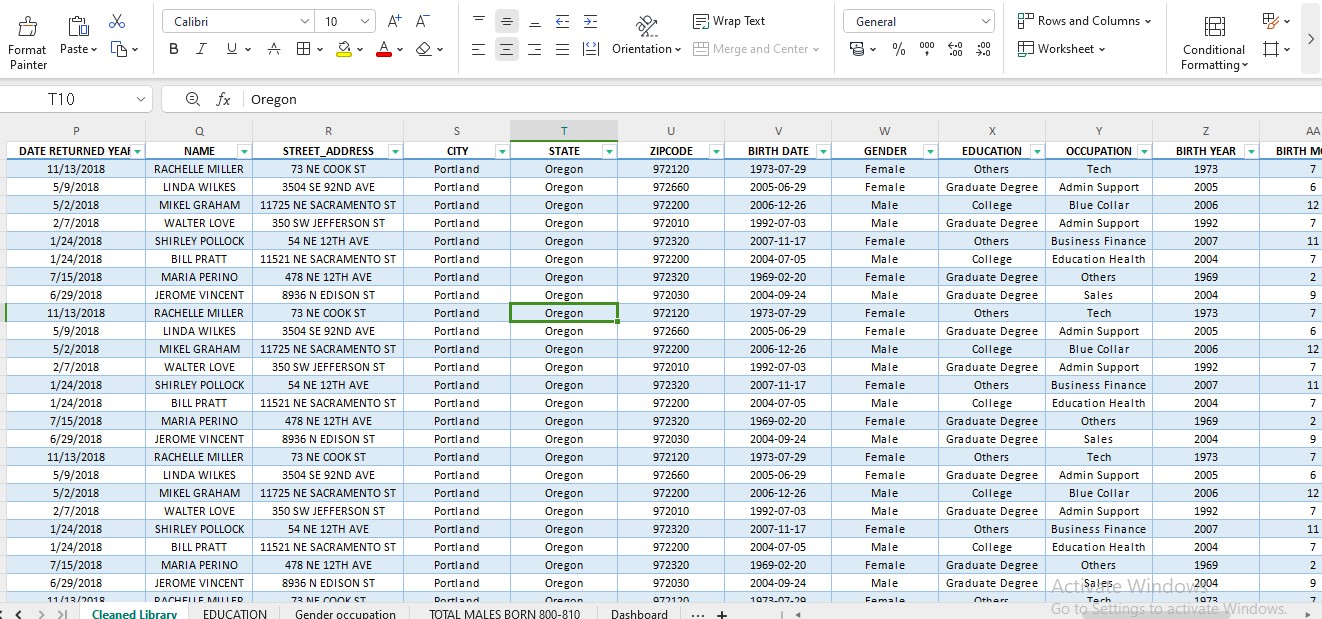 Calibri 10 A+ A- Wrap Text General Rows and Columns
Format Painter Paste B I U A A Orientation Merge and Center % 000 .00 .00 Worksheet Conditional Formatting
T10 fx Oregon
P Q R S T U V W X Y Z AA
DATE RETURNED YEAR NAME STREET_ADDRESS CITY STATE ZIPCODE BIRTH DATE GENDER EDUCATION OCCUPATION BIRTH YEAR BIRTH MO
11/13/2018 RACHELLE MILLER 73 NE COOK ST Portland Oregon 972120 1973-07-29 Female Others Tech 1973 7
5/9/2018 LINDA WILKES 3504 SE 92ND AVE Portland Oregon 972660 2005-06-29 Female Graduate Degree Admin Support 2005 6
5/2/2018 MIKEL GRAHAM 11725 NE SACRAMENTO ST Portland Oregon 972200 2006-12-26 Male College Blue Collar 2006 12
2/7/2018 WALTER LOVE 350 SW JEFFERSON ST Portland Oregon 972010 1992-07-03 Male Graduate Degree Admin Support 1992 7
1/24/2018 SHIRLEY POLLOCK 54 NE 12TH AVE Portland Oregon 972320 2007-11-17 Female Others Business Finance 2007 11
1/24/2018 BILL PRATT 11521 NE SACRAMENTO ST Portland Oregon 972200 2004-07-05 Male College Education Health 2004 7
7/15/2018 MARIA PERINO 478 NE 12TH AVE Portland Oregon 972320 1969-02-20 Female Graduate Degree Others 1969 2
6/29/2018 JEROME VINCENT 8936 N EDISON ST Portland Oregon 972030 2004-09-24 Male Graduate Degree Sales 2004 9
11/13/2018 RACHELLE MILLER 73 NE COOK ST Portland Oregon 972120 1973-07-29 Female Others Tech 1973 7
5/9/2018 LINDA WILKES 3504 SE 92ND AVE Portland Oregon 972660 2005-06-29 Female Graduate Degree Admin Support 2005 6
5/2/2018 MIKEL GRAHAM 11725 NE SACRAMENTO ST Portland Oregon 972200 2006-12-26 Male College Blue Collar 2006 12
2/7/2018 WALTER LOVE 350 SW JEFFERSON ST Portland Oregon 972010 1992-07-03 Male Graduate Degree Admin Support 1992 7
1/24/2018 SHIRLEY POLLOCK 54 NE 12TH AVE Portland Oregon 972320 2007-11-17 Female Others Business Finance 2007 11
1/24/2018 BILL PRATT 11521 NE SACRAMENTO ST Portland Oregon 972200 2004-07-05 Male College Education Health 2004 7
7/15/2018 MARIA PERINO 478 NE 12TH AVE Portland Oregon 972320 1969-02-20 Female Graduate Degree Others 1969 2
6/29/2018 JEROME VINCENT 8936 N EDISON ST Portland Oregon 972030 2004-09-24 Male Graduate Degree Sales 2004 9
11/13/2018 RACHELLE MILLER 73 NE COOK ST Portland Oregon 972120 1973-07-29 Female Others Tech 1973 7
5/9/2018 LINDA WILKES 3504 SE 92ND AVE Portland Oregon 972660 2005-06-29 Female Graduate Degree Admin Support 2005 6
5/2/2018 MIKEL GRAHAM 11725 NE SACRAMENTO ST Portland Oregon 972200 2006-12-26 Male College Blue Collar 2006 12
2/7/2018 WALTER LOVE 350 SW JEFFERSON ST Portland Oregon 972010 1992-07-03 Male Graduate Degree Admin Support 1992 7
1/24/2018 SHIRLEY POLLOCK 54 NE 12TH AVE Portland Oregon 972320 2007-11-17 Female Others Business Finance 2007 11
1/24/2018 BILL PRATT 11521 NE SACRAMENTO ST Portland Oregon 972200 2004-07-05 Male College Education Health 2004 7
7/15/2018 MARIA PERINO 478 NE 12TH AVE Portland Oregon 972320 1969-02-20 Female Graduate Degree Others 1969 2
6/29/2018 JEROME VINCENT 8936 N EDISON ST Portland Oregon 972030 2004-09-24 Male Graduate Degree Sales 2004 9
11/13/2018 RACHELLE MILLER 73 NE COOK ST Portland Oregon 972120 1973-07-29 Female Others Tech 1973 7
Activate Windows
Go to Settings to activate Windows.
Cleaned Library EDUCATION Gender occupation TOTAL MALES BORN 800-810 Dashboard ... +